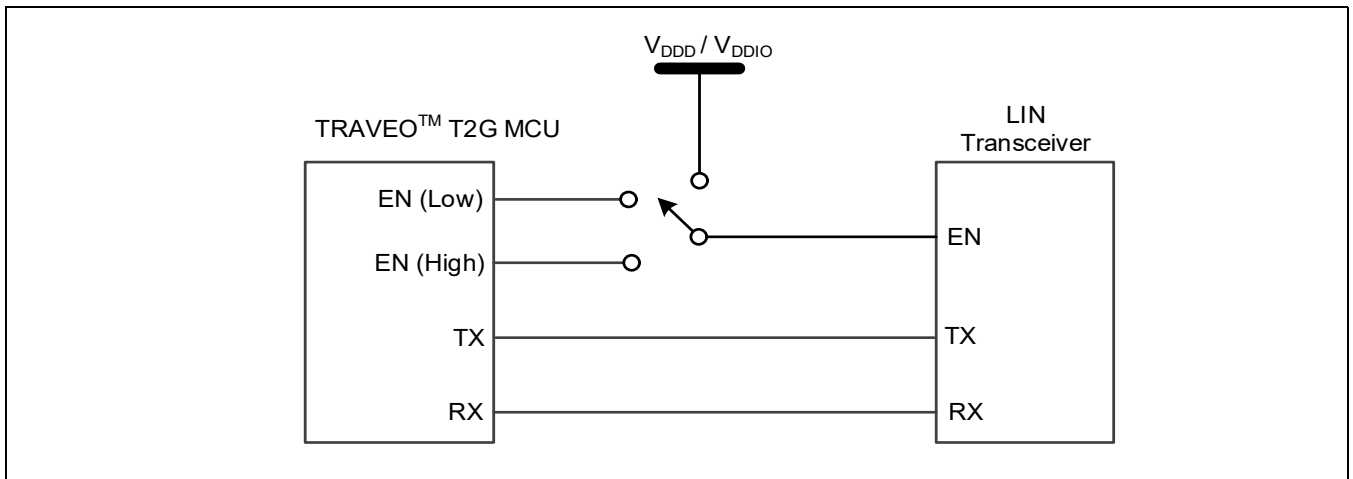 VDDD / VDDIO
TRAVEO™ T2G MCU
LIN
Transceiver
EN (Low)
EN (High)
TX
RX
EN
TX
RX